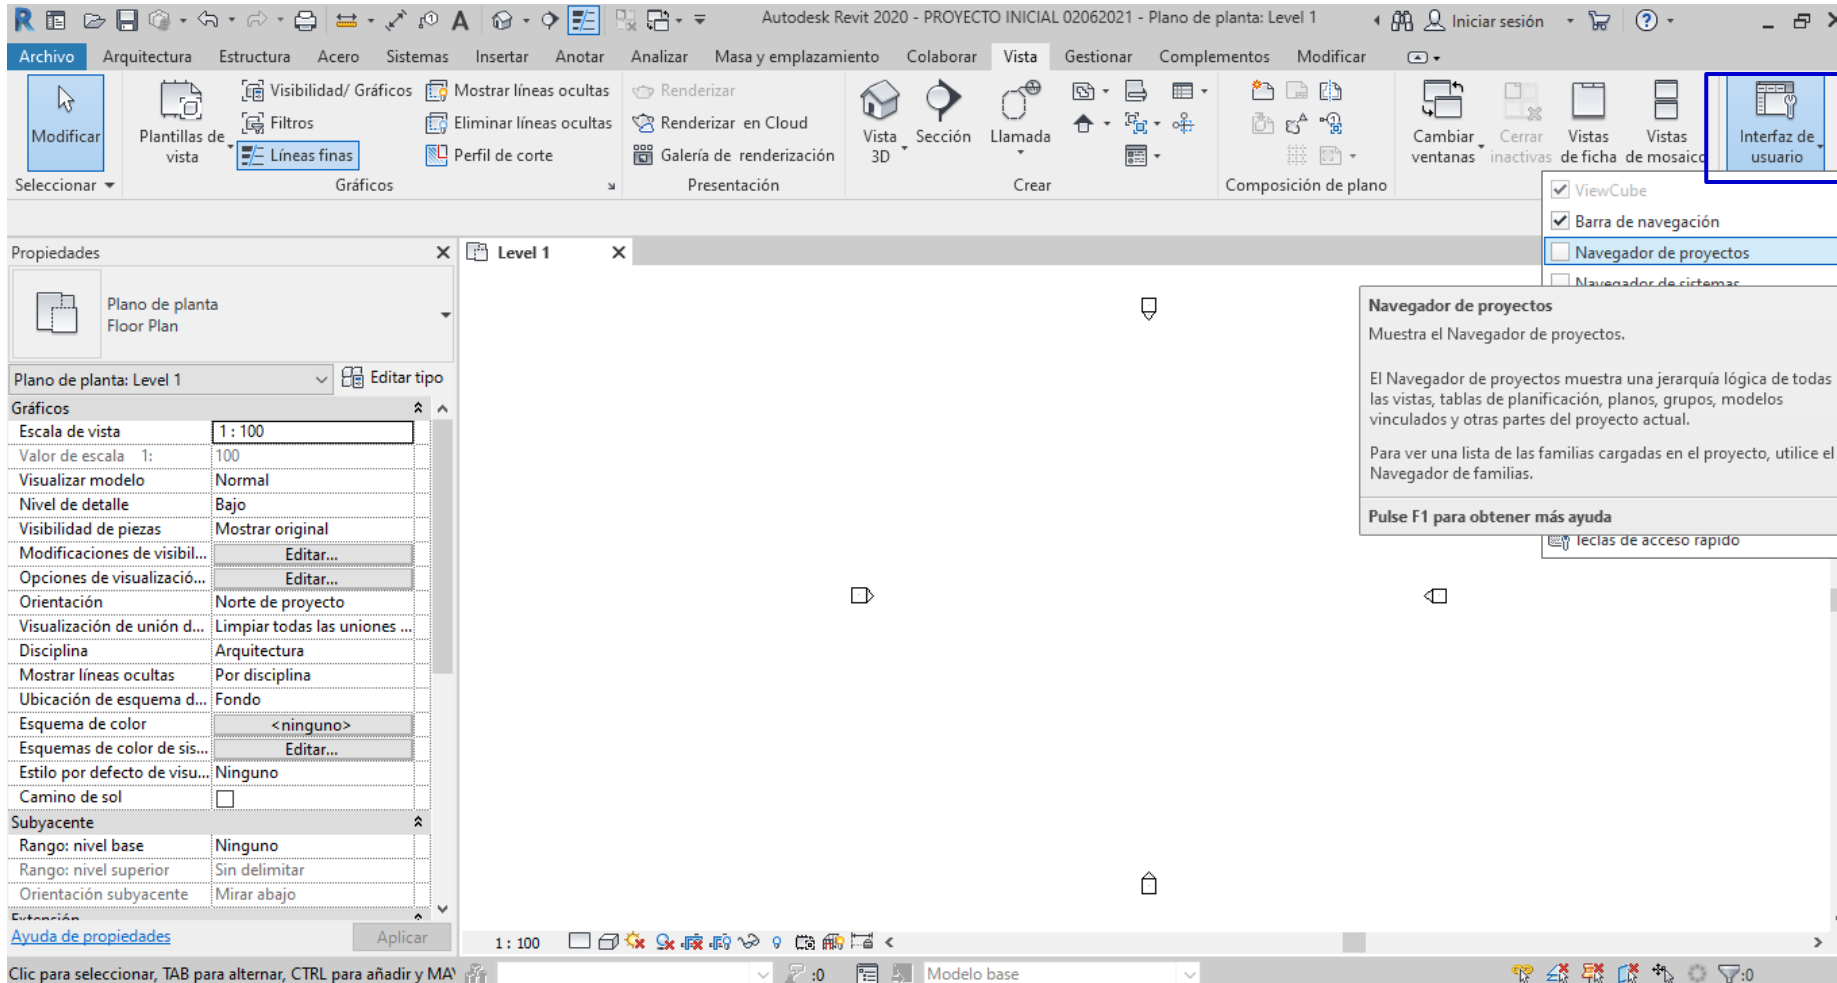 Autodesk Revit 2020 - PROYECTO INICIAL 02062021 - Plano de planta: Level 1
Iniciar sesión
Archivo Arquitectura Estructura Acero Sistemas Insertar Anotar Analizar Masa y emplazamiento Colaborar Vista Gestionar Complementos Modificar
Modificar
Plantillas de vista
Visibilidad/ Gráficos
Filtros
Líneas finas
Mostrar líneas ocultas
Eliminar líneas ocultas
Perfil de corte
Renderizar
Renderizar en Cloud
Galería de renderización
Vista 3D
Sección
Llamada
Cambiar ventanas
Cerrar inactivas
Vistas de ficha
Vistas de mosaico
Interfaz de usuario
Seleccionar
Gráficos
Presentación
Crear
Composición de plano
ViewCube
Barra de navegación
Navegador de proyectos
Navegador de sistemas
Navegador de proyectos
Muestra el Navegador de proyectos.
El Navegador de proyectos muestra una jerarquía lógica de todas
las vistas, tablas de planificación, planos, grupos, modelos
vinculados y otras partes del proyecto actual.
Para ver una lista de las familias cargadas en el proyecto, utilice el
Navegador de familias.
Pulse F1 para obtener más ayuda
Teclas de acceso rápido
Propiedades
Level 1
Plano de planta
Floor Plan
Plano de planta: Level 1
Editar tipo
Gráficos
Escala de vista 1 : 100
Valor de escala 1: 100
Visualizar modelo Normal
Nivel de detalle Bajo
Visibilidad de piezas Mostrar original
Modificaciones de visibil... Editar...
Opciones de visualizació... Editar...
Orientación Norte de proyecto
Visualización de unión d... Limpiar todas las uniones ...
Disciplina Arquitectura
Mostrar líneas ocultas Por disciplina
Ubicación de esquema d... Fondo
Esquema de color <ninguno>
Esquemas de color de sis... Editar...
Estilo por defecto de visu... Ninguno
Camino de sol
Subyacente
Rango: nivel base Ninguno
Rango: nivel superior Sin delimitar
Orientación subyacente Mirar abajo
Extensión
Ayuda de propiedades
Aplicar
1 : 100
Clic para seleccionar, TAB para alternar, CTRL para añadir y MAY
:0
Modelo base
:0